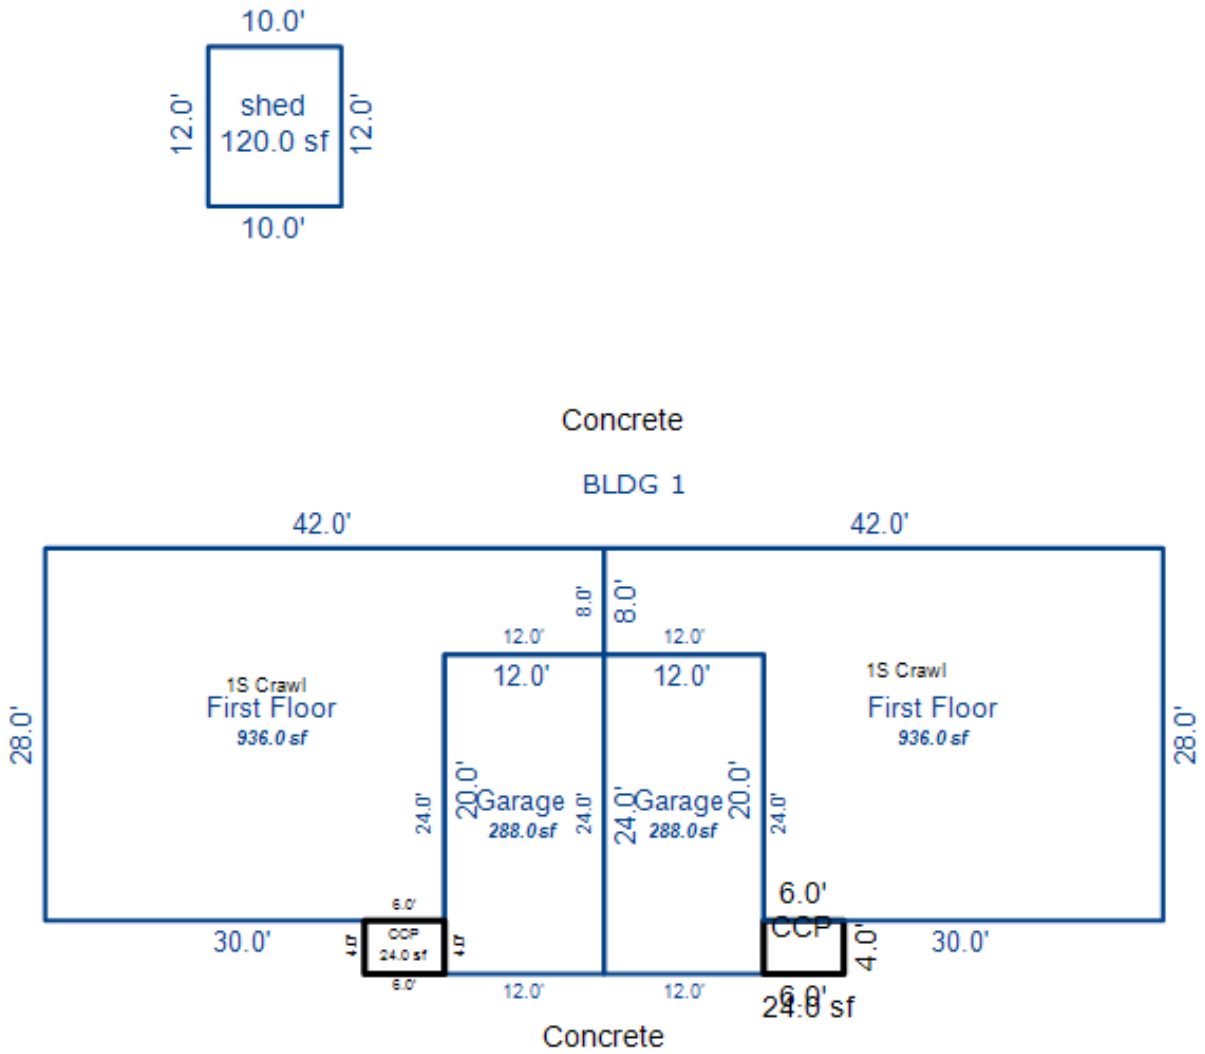 10.0'
12.0'
shed
120.0 sf
12.0'
10.0'
Concrete
BLDG 1
42.0'
42.0'
8.0'
8.0'
12.0'
12.0'
12.0'
12.0'
1S Crawl
First Floor
936.0 sf
1S Crawl
First Floor
936.0 sf
28.0'
28.0'
24.0'
20.0'
Garage
288.0 sf
24.0'
24.0'
Garage
288.0 sf
20.0'
24.0'
6.0'
6.0'
30.0'
4.0'
CCP
24.0 sf
4.0'
CCP
4.0'
30.0'
6.0'
12.0'
12.0'
6.0'
24.0 sf
Concrete